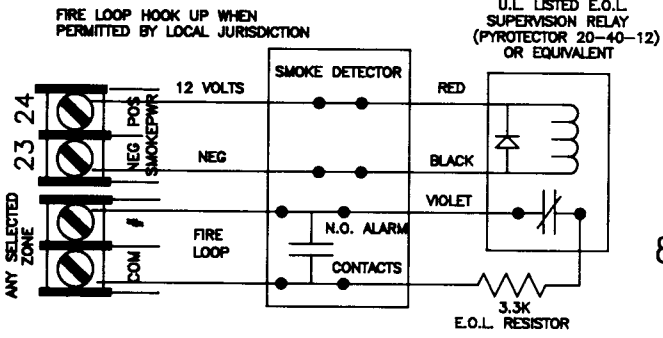 FIRE LOOP HOOK UP WHEN
PERMITTED BY LOCAL JURISDICTION
U.L. LISTED E.O.L.
SUPERVISION RELAY
(PYROTECTOR 20-40-12)
OR EQUIVALENT
SMOKE DETECTOR
24
POS
12 VOLTS
RED
23
NEG
SMOKEPWR
NEG
BLACK
ANY SELECTED
ZONE
#
COM
FIRE
LOOP
N.O. ALARM
CONTACTS
VIOLET
3.3K
E.O.L. RESISTOR